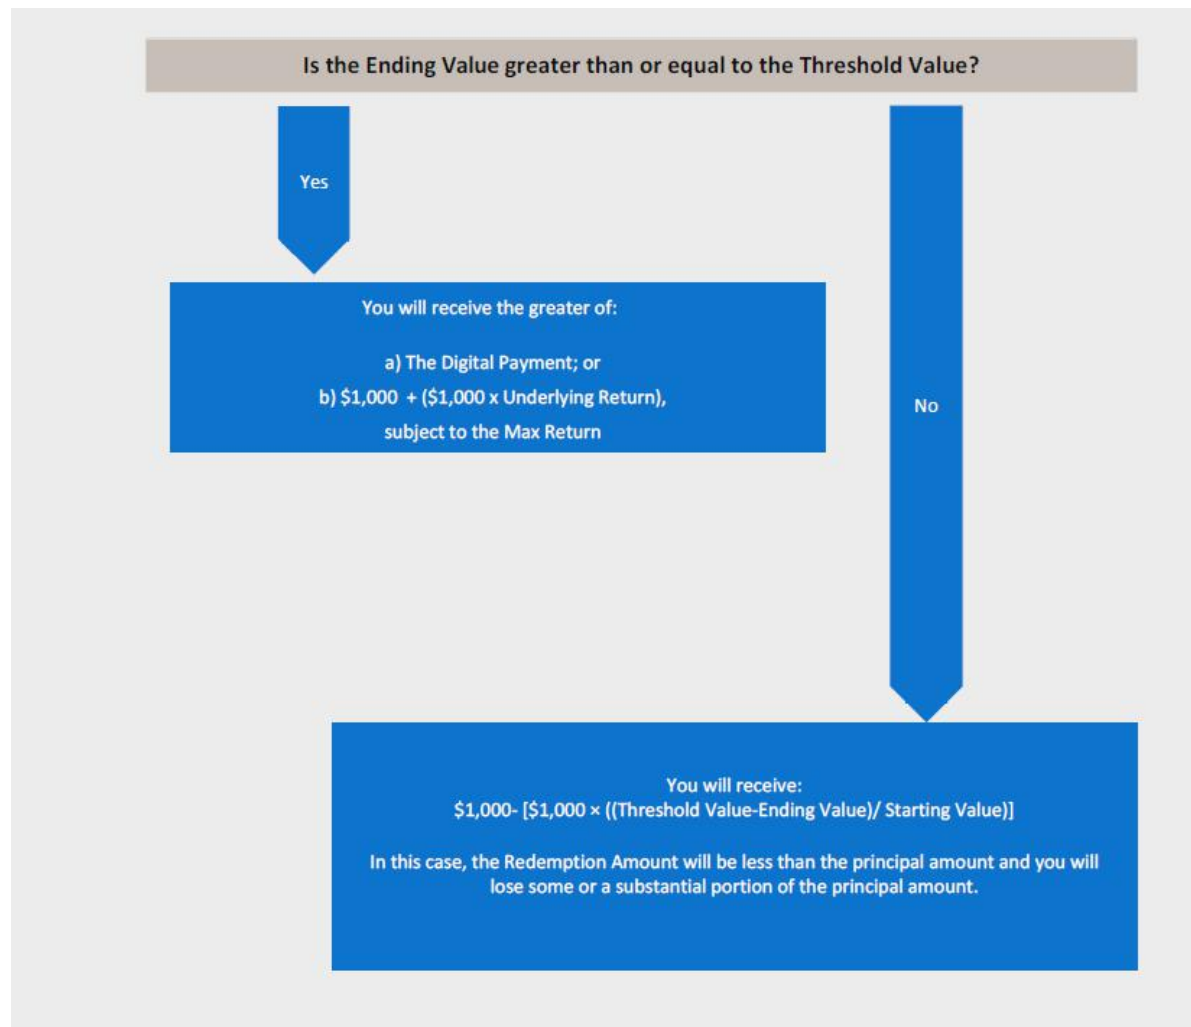 Is the Ending Value greater than or equal to the Threshold Value?
Yes
You will receive the greater of:
a) The Digital Payment; or
b) $1,000  + ($1,000 x Underlying Return),
subject to the Max Return
No
You will receive:
$1,000- [$1,000 × ((Threshold Value-Ending Value)/ Starting Value)]
In this case, the Redemption Amount will be less than the principal amount and you will
lose some or a substantial portion of the principal amount.